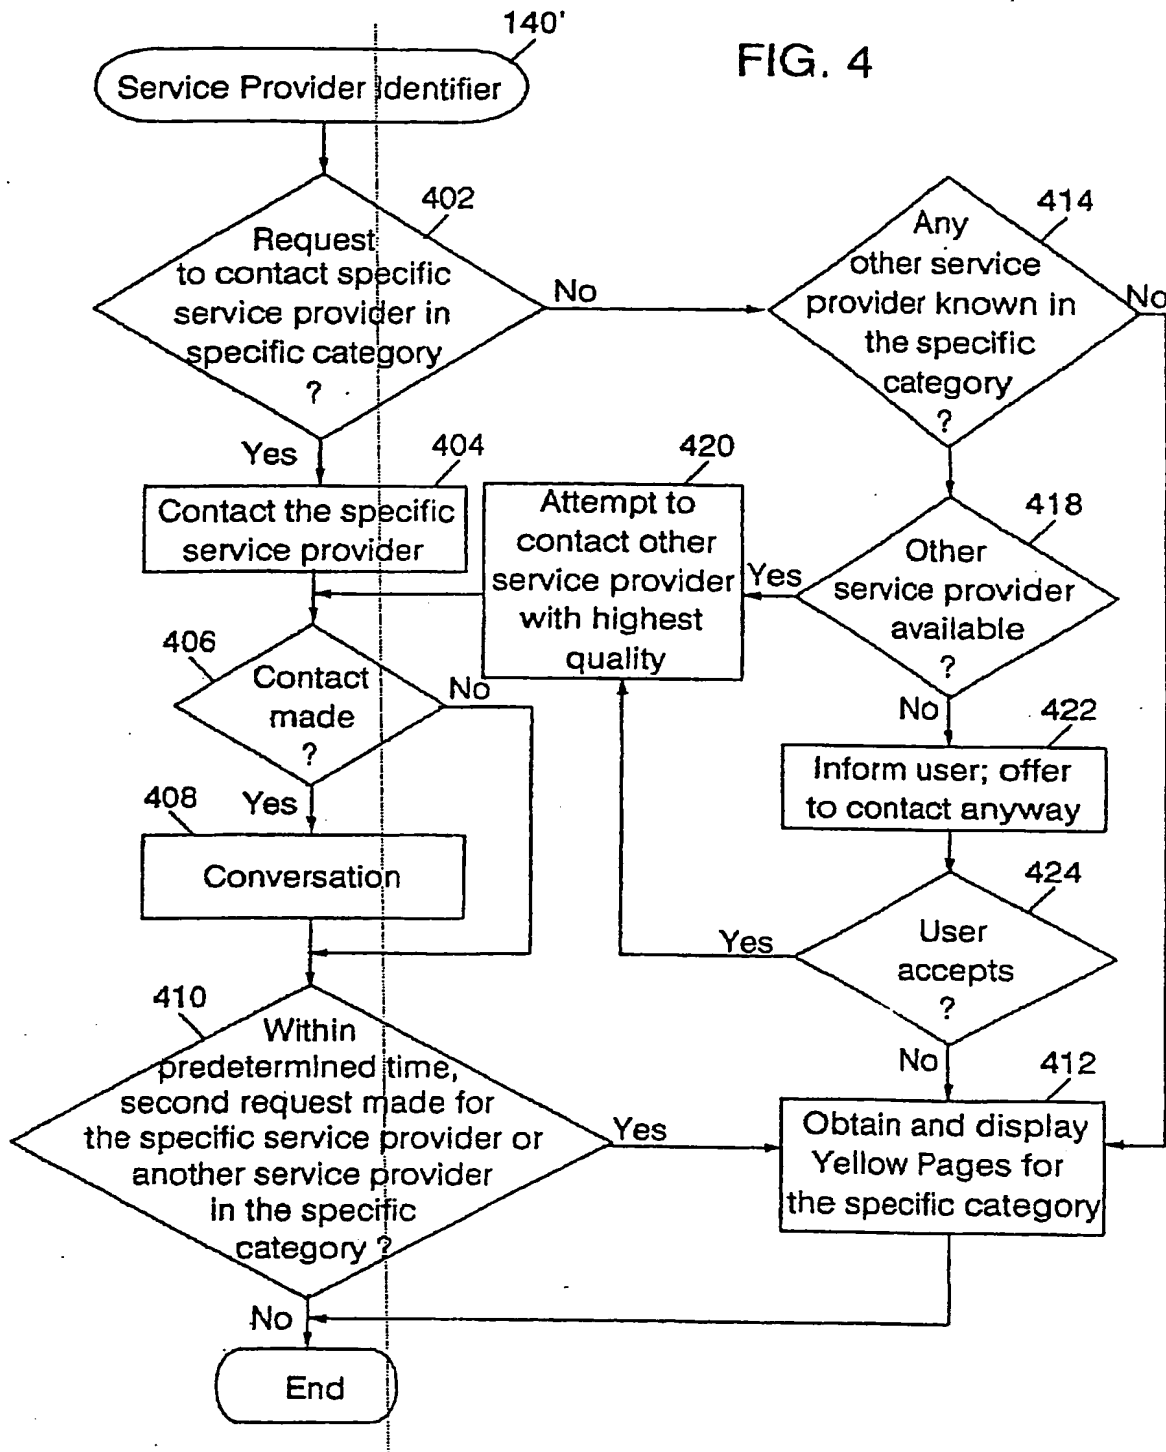 140'
FIG. 4
Service Provider Identifier
402
Request
to contact specific
service provider in
specific category
?
No
Yes
414
Any
other service
provider known in
the specific
category
?
No
404
Contact the specific
service provider
420
Attempt to
contact other
service provider
with highest
quality
418
Other
service provider
available
?
Yes
No
406
Contact
made
?
No
Yes
422
Inform user; offer
to contact anyway
408
Conversation
424
User
accepts
?
Yes
No
410
Within
predetermined time,
second request made for
the specific service provider or
another service provider
in the specific
category ?
Yes
No
412
Obtain and display
Yellow Pages for
the specific category
End